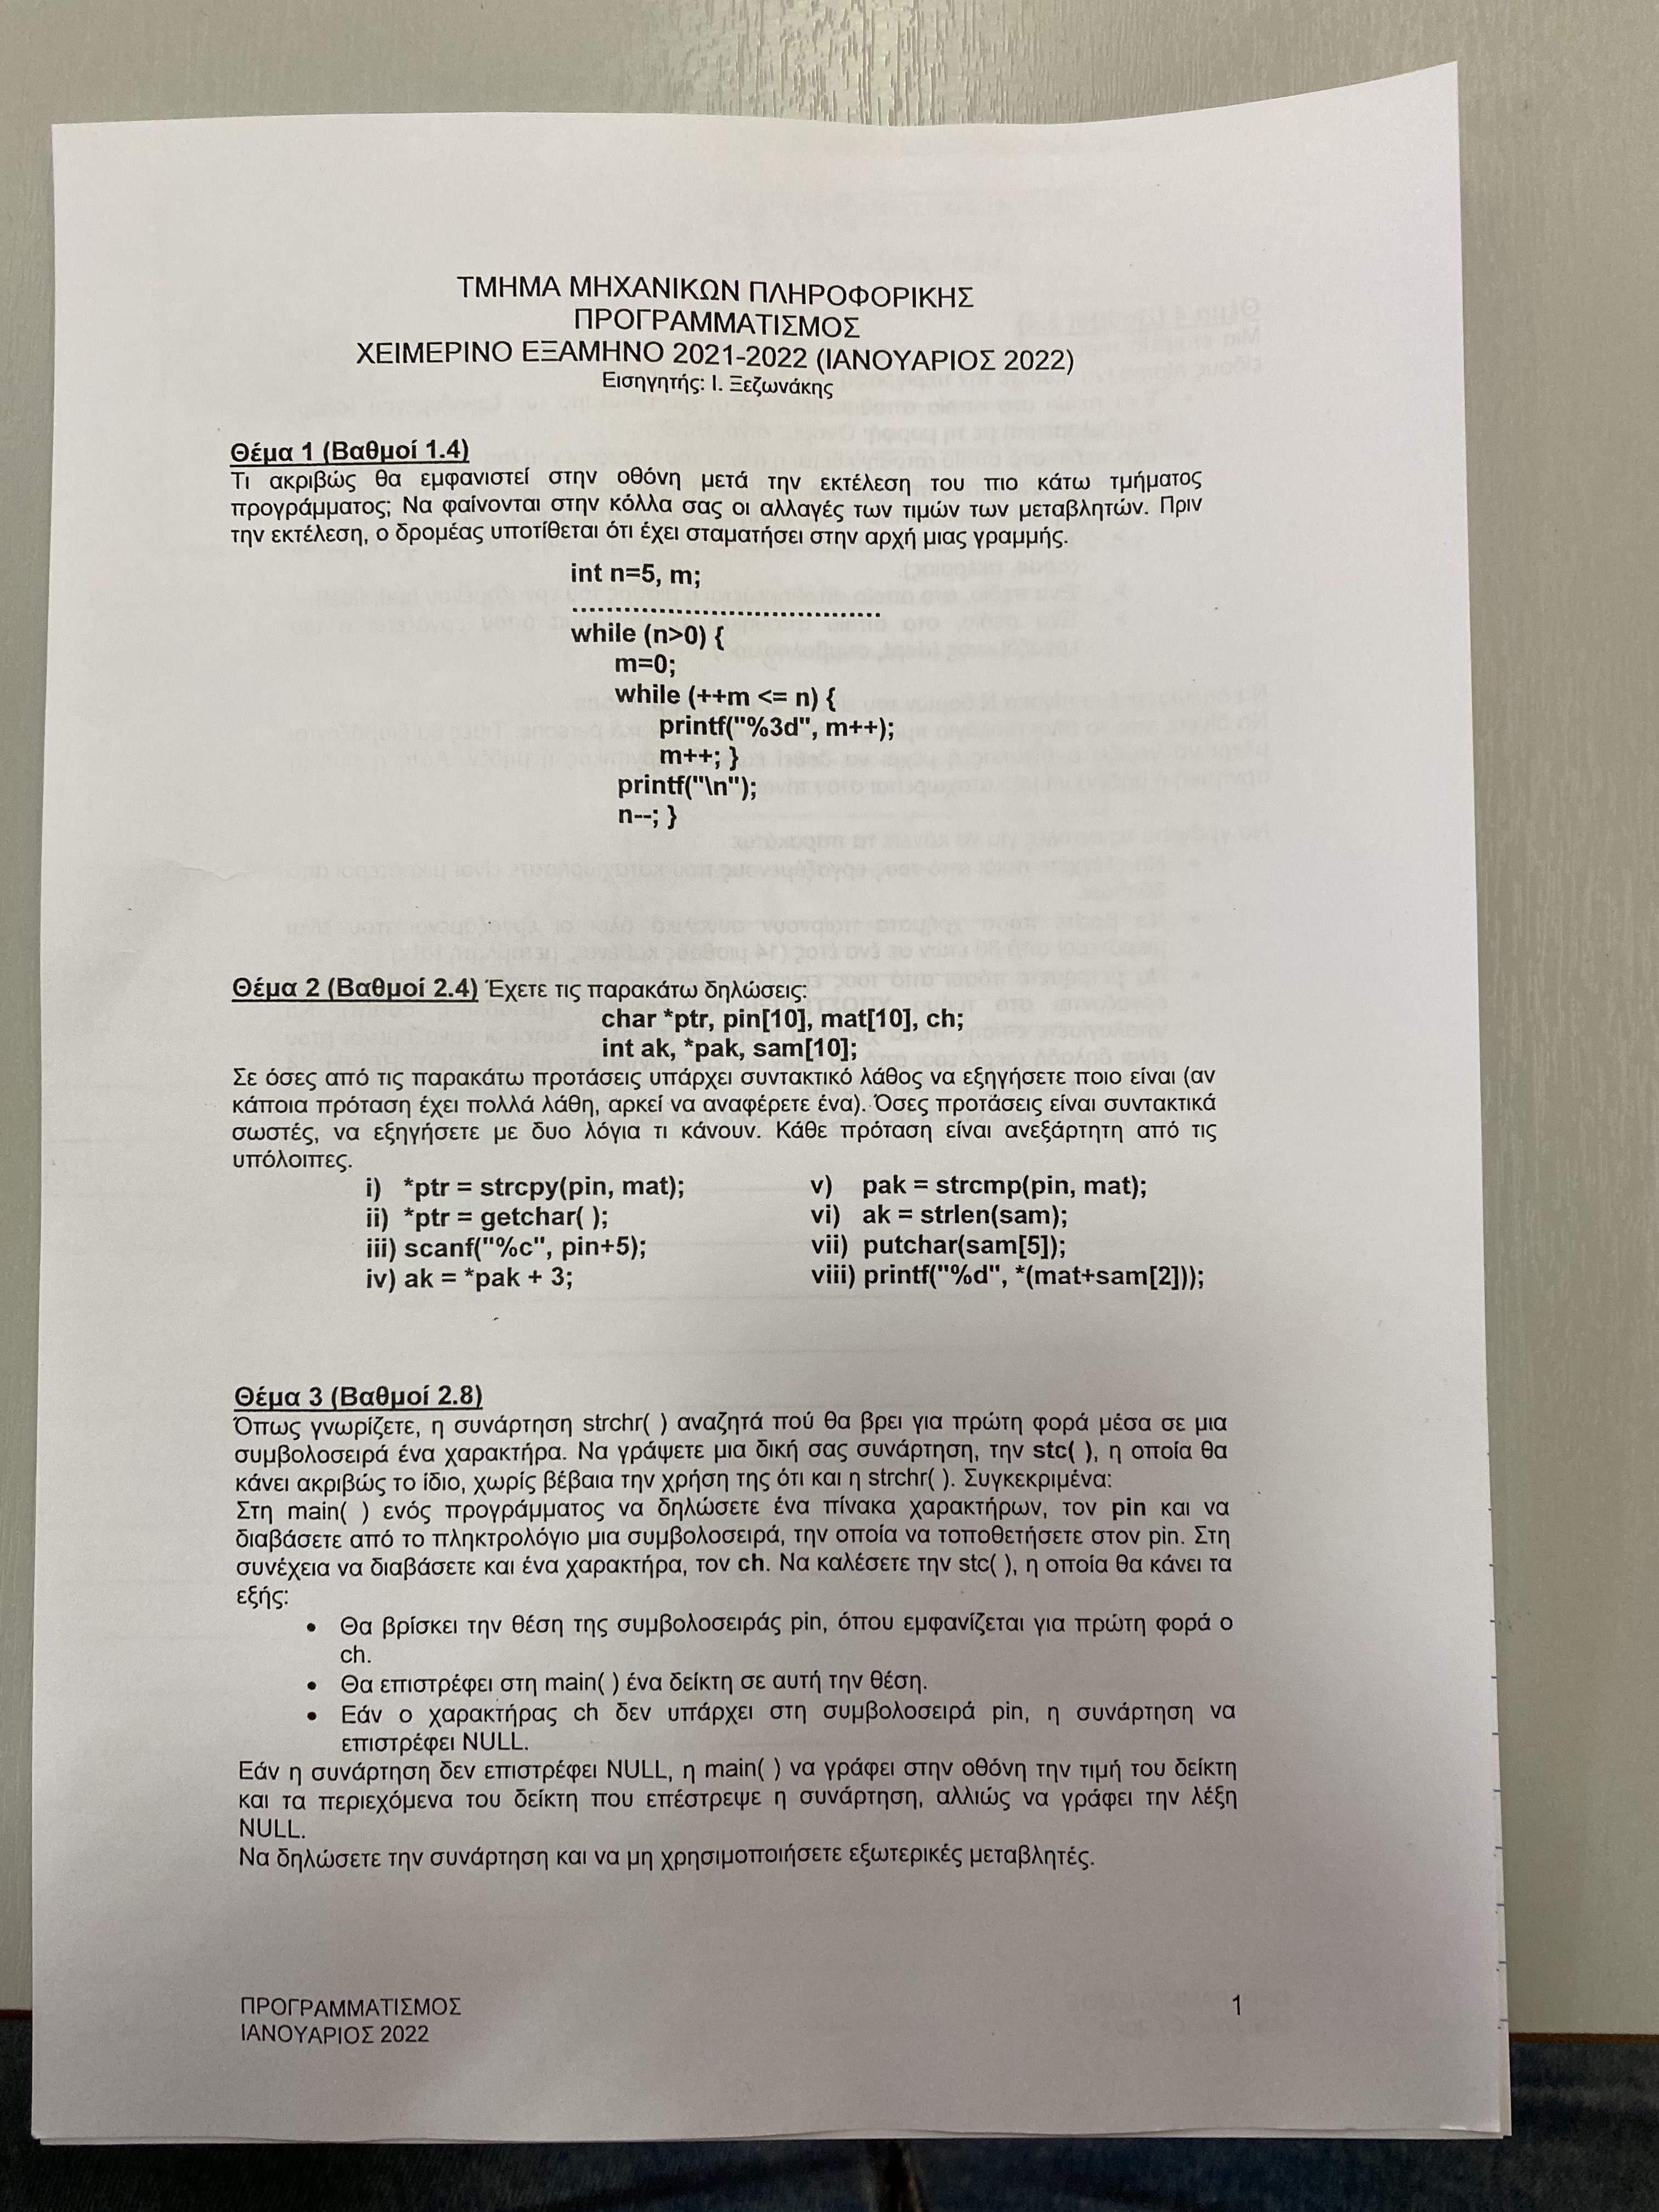 ΤΜΗΜΑ ΜΗΧΑΝΙΚΩΝ ΠΛΗΡΟΦΟΡΙΚΗΣ
ΠΡΟΓΡΑΜΜΑΤΙΣΜΟΣ
ΧΕΙΜΕΡΙΝΟ ΕΞΑΜΗΝΟ 2021-2022 (ΙΑΝΟΥΑΡΙΟΣ 2022)
Εισηγητής: Ι. Ξεζωνάκης
Θέμα 1 (Βαθμοί 1.4)
Τι ακριβώς θα εμφανιστεί στην οθόνη μετά την εκτέλεση του πιο κάτω τμήματος
προγράμματος; Να φαίνονται στην κόλλα σας οι αλλαγές των τιμών των μεταβλητών. Πριν
την εκτέλεση, ο δρομέας υποτίθεται ότι έχει σταματήσει στην αρχή μιας γραμμής.
int n=5, m;
.....................................
while (n>0) {
m=0;
while (++m <= n) {
printf("%3d", m++);
m++; }
printf("\n");
n--; }
Θέμα 2 (Βαθμοί 2.4) Έχετε τις παρακάτω δηλώσεις:
char *ptr, pin[10], mat[10], ch;
int ak, *pak, sam[10];
Σε όσες από τις παρακάτω προτάσεις υπάρχει συντακτικό λάθος να εξηγήσετε ποιο είναι (αν
κάποια πρόταση έχει πολλά λάθη, αρκεί να αναφέρετε ένα). Όσες προτάσεις είναι συντακτικά
σωστές, να εξηγήσετε με δυο λόγια τι κάνουν. Κάθε πρόταση είναι ανεξάρτητη από τις
υπόλοιπες.
i) *ptr = strcpy(pin, mat);
ii) *ptr = getchar( );
iii) scanf("%c", pin+5);
iv) ak = *pak + 3;
v) pak = strcmp(pin, mat);
vi) ak = strlen(sam);
vii) putchar(sam[5]);
viii) printf("%d", *(mat+sam[2]));
Θέμα 3 (Βαθμοί 2.8)
Όπως γνωρίζετε, η συνάρτηση strchr( ) αναζητά πού θα βρει για πρώτη φορά μέσα σε μια
συμβολοσειρά ένα χαρακτήρα. Να γράψετε μια δική σας συνάρτηση, την stc( ), η οποία θα
κάνει ακριβώς το ίδιο, χωρίς βέβαια την χρήση της ότι και η strchr( ). Συγκεκριμένα:
Στη main( ) ενός προγράμματος να δηλώσετε ένα πίνακα χαρακτήρων, τον pin και να
διαβάσετε από το πληκτρολόγιο μια συμβολοσειρά, την οποία να τοποθετήσετε στον pin. Στη
συνέχεια να διαβάσετε και ένα χαρακτήρα, τον ch. Να καλέσετε την stc( ), η οποία θα κάνει τα
εξής:
• Θα βρίσκει την θέση της συμβολοσειράς pin, όπου εμφανίζεται για πρώτη φορά ο
ch.
• Θα επιστρέφει στη main( ) ένα δείκτη σε αυτή την θέση.
• Εάν ο χαρακτήρας ch δεν υπάρχει στη συμβολοσειρά pin, η συνάρτηση να
επιστρέφει NULL.
Εάν η συνάρτηση δεν επιστρέφει NULL, η main( ) να γράφει στην οθόνη την τιμή του δείκτη
και τα περιεχόμενα του δείκτη που επέστρεψε η συνάρτηση, αλλιώς να γράφει την λέξη
NULL.
Να δηλώσετε την συνάρτηση και να μη χρησιμοποιήσετε εξωτερικές μεταβλητές.
ΠΡΟΓΡΑΜΜΑΤΙΣΜΟΣ
ΙΑΝΟΥΑΡΙΟΣ 2022
1